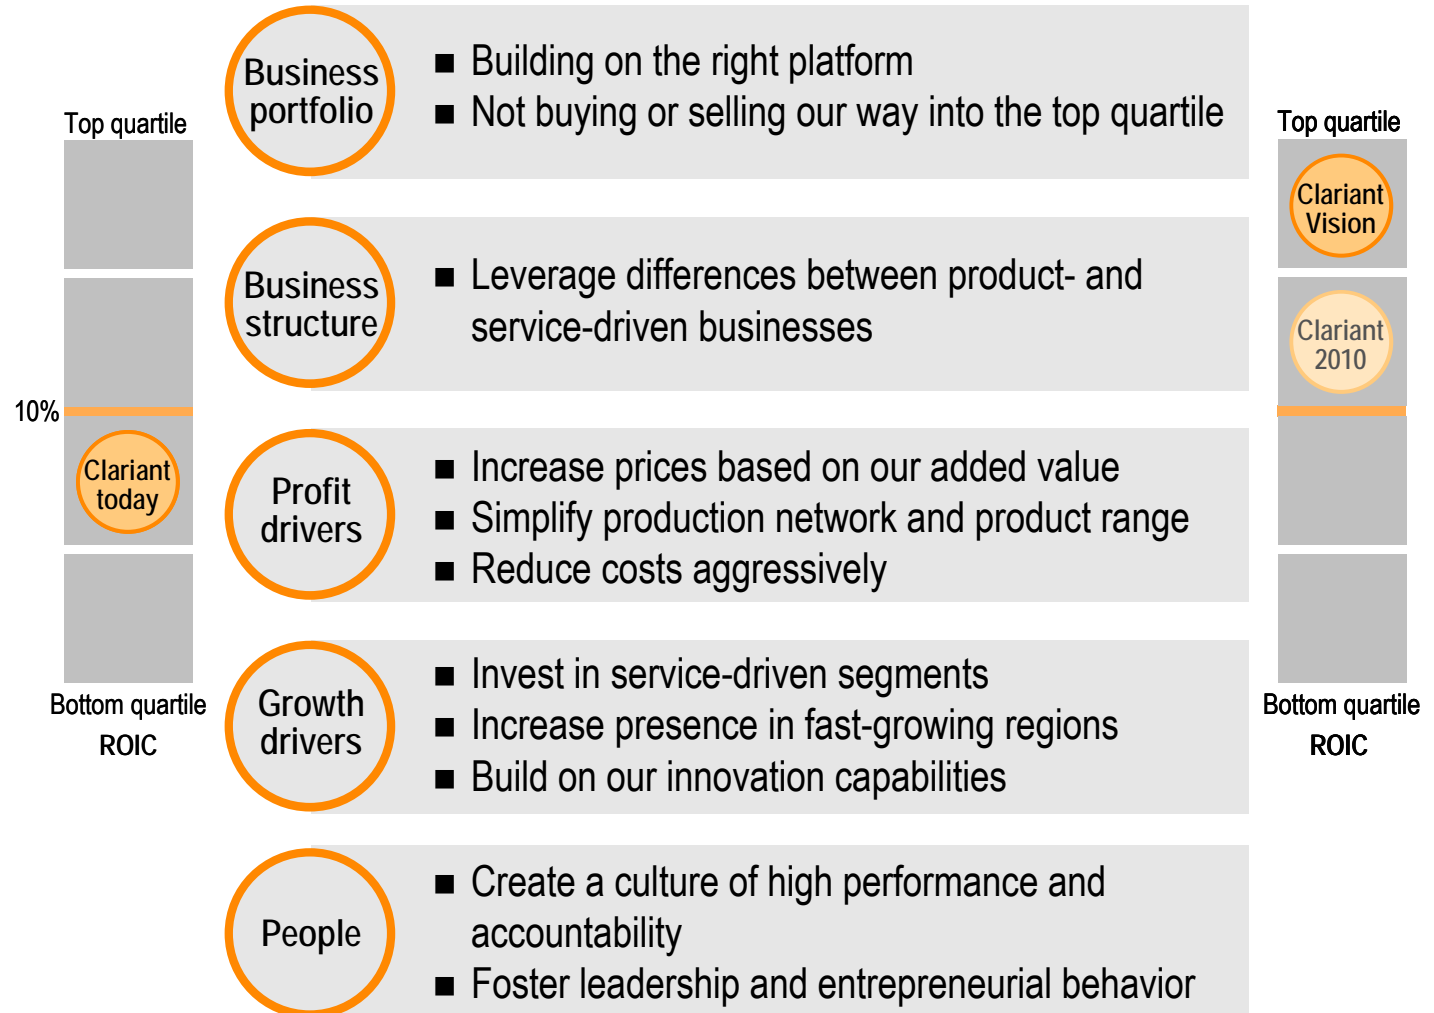 Top quartile
10%
Clariant
today
Bottom quartile
ROIC
Business
portfolio
■ Building on the right platform
■ Not buying or selling our way into the top quartile
Business
structure
■ Leverage differences between product- and
service-driven businesses
Profit
drivers
■ Increase prices based on our added value
■ Simplify production network and product range
■ Reduce costs aggressively
Growth
drivers
■ Invest in service-driven segments
■ Increase presence in fast-growing regions
■ Build on our innovation capabilities
People
■ Create a culture of high performance and
accountability
■ Foster leadership and entrepreneurial behavior
Top quartile
Clariant
Vision
Clariant
2010
Bottom quartile
ROIC